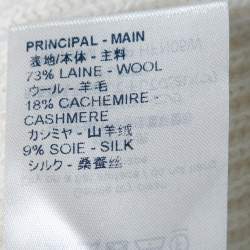 PRINCIPAL - MAIN
表地/本体 - 主料
73% LAINE - WOOL
ウール - 羊毛
18% CACHEMIRE -
CASHMERE
カシミヤ - 山羊绒
9% SOIE - SILK
シルク - 桑蚕丝